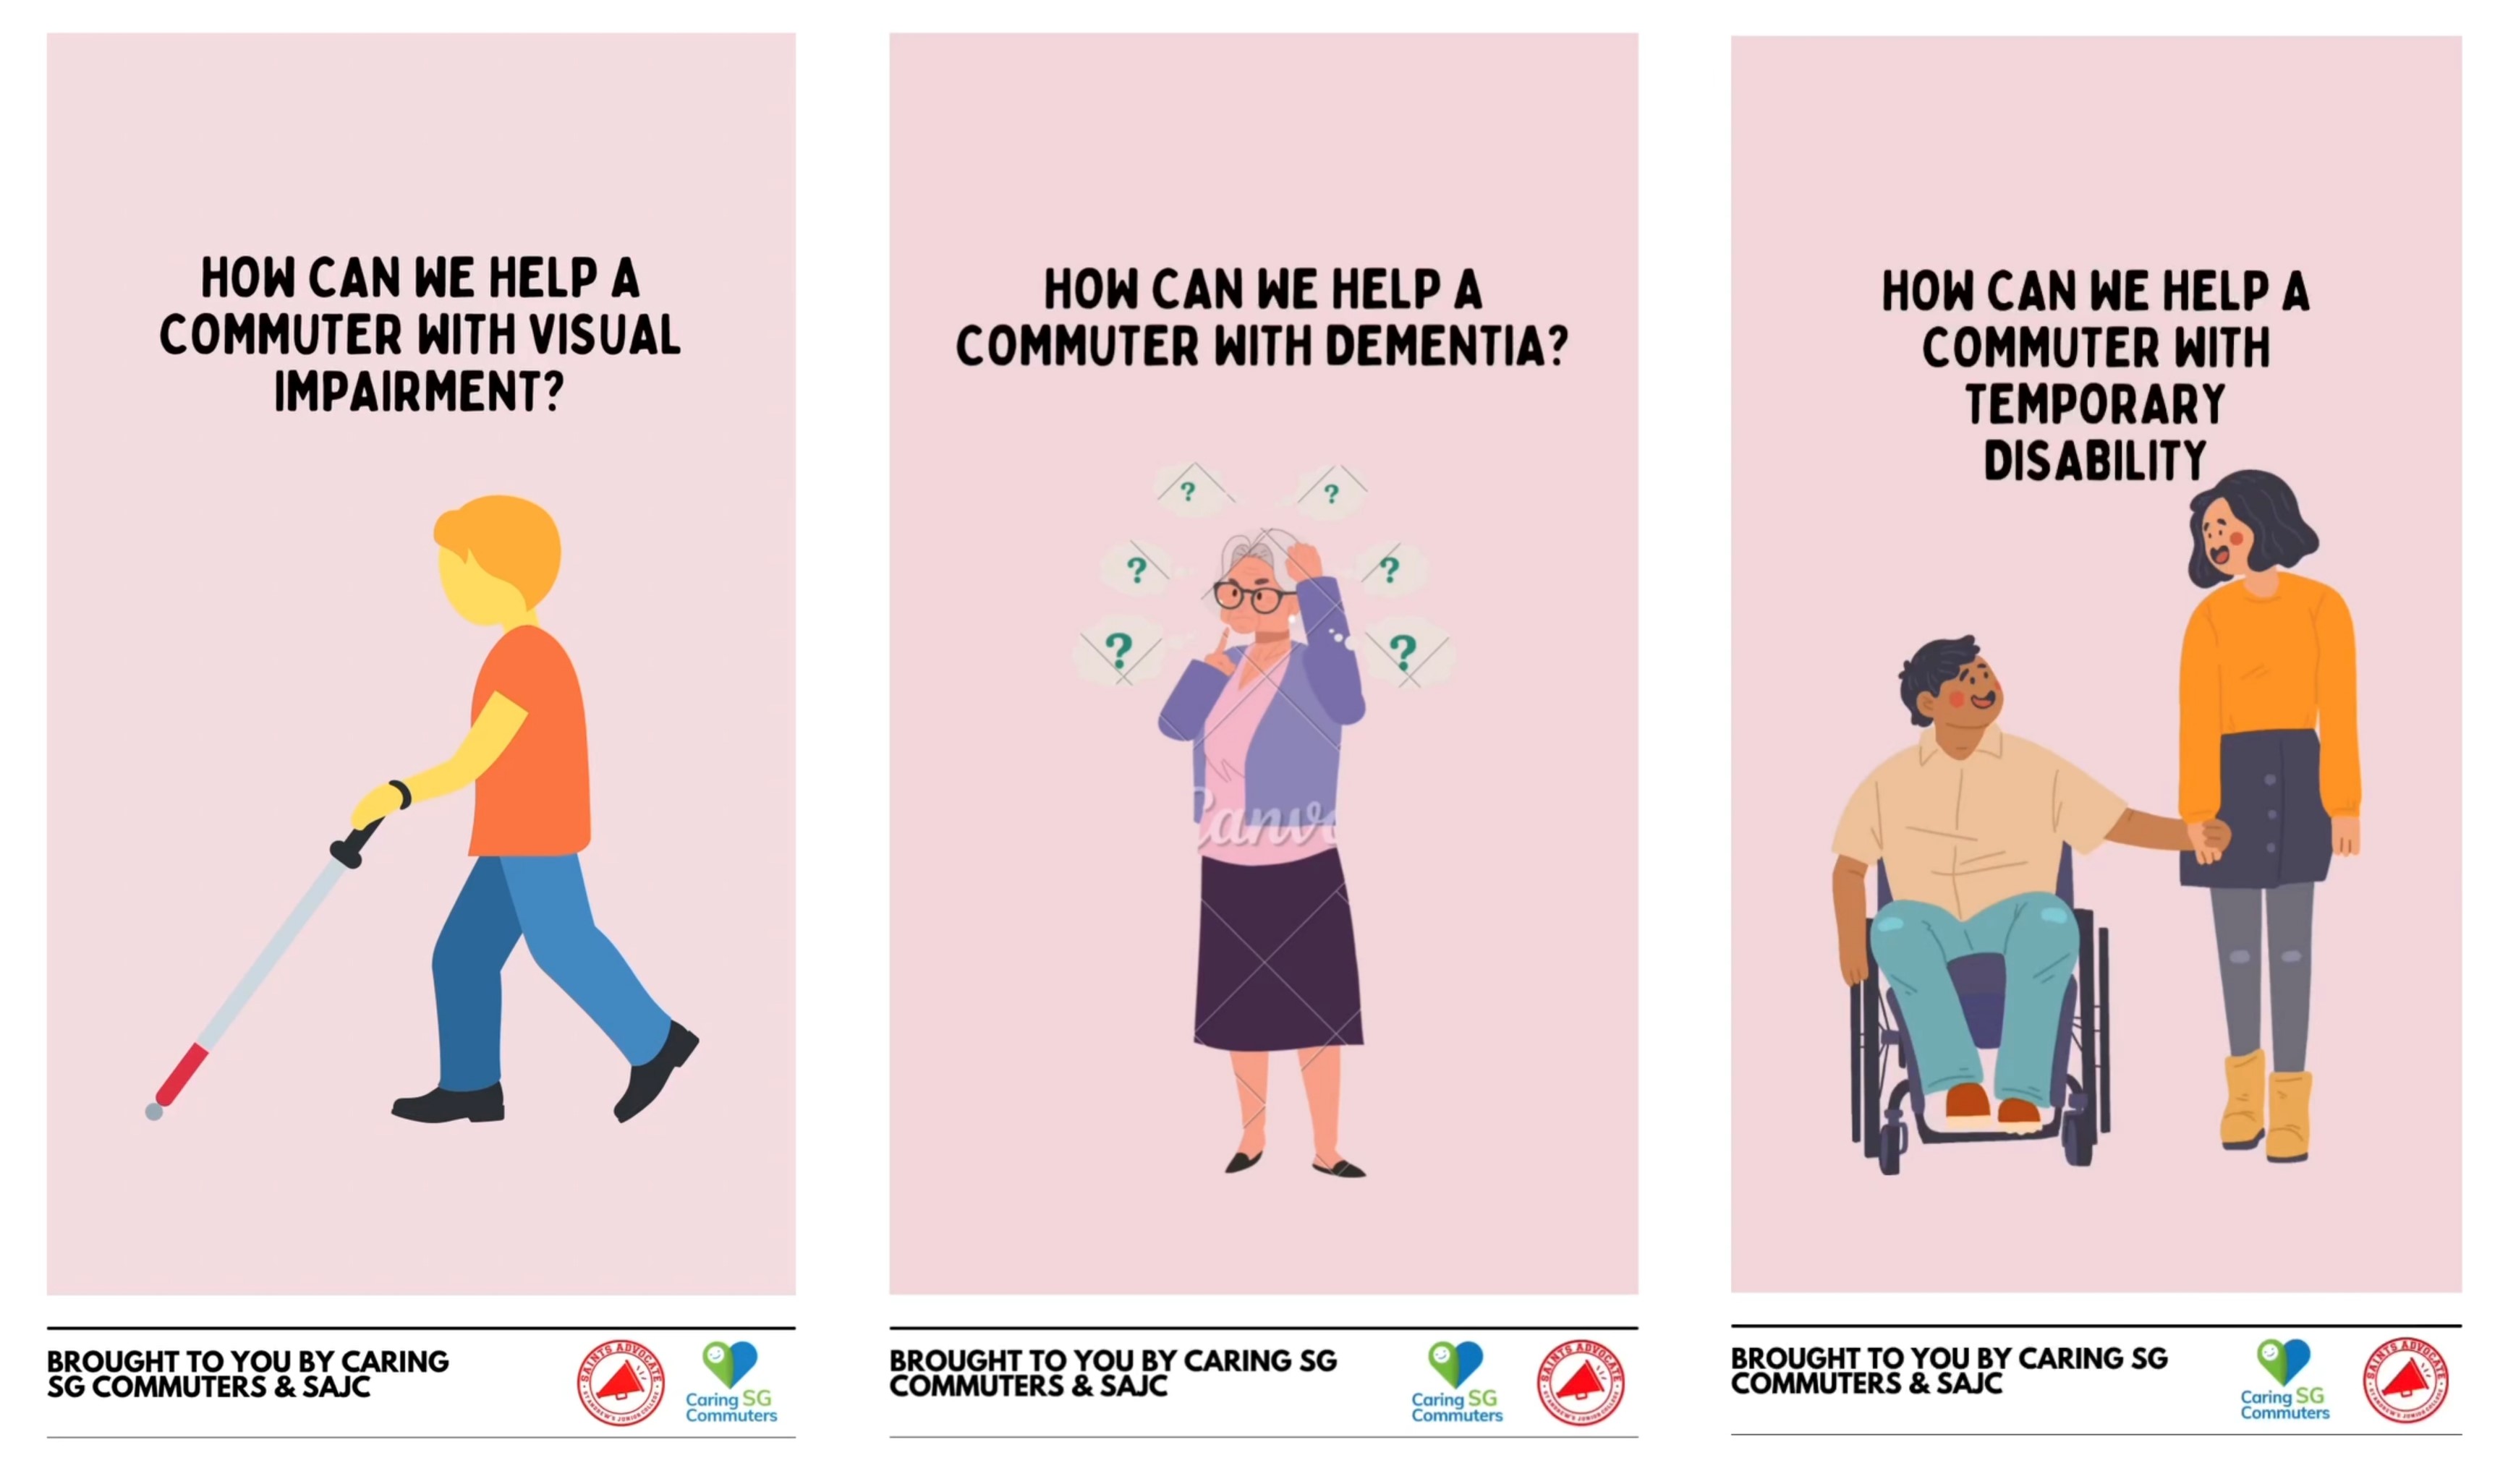 HOW CAN WE HELP A
COMMUTER WITH VISUAL
IMPAIRMENT?
BROUGHT TO YOU BY CARING
SG COMMUTERS & SAJC
SAINTS ADVOCATE
ST ANDREW'S JUNIOR COLLEGE
Caring SG
Commuters
HOW CAN WE HELP A
COMMUTER WITH DEMENTIA?
? ?
? ?
? ?
Canva
BROUGHT TO YOU BY CARING SG
COMMUTERS & SAJC
Caring SG
Commuters
SAINTS ADVOCATE
ST ANDREW'S JUNIOR COLLEGE
HOW CAN WE HELP A
COMMUTER WITH
TEMPORARY
DISABILITY
BROUGHT TO YOU BY CARING SG
COMMUTERS & SAJC
Caring SG
Commuters
SAINTS ADVOCATE
ST ANDREW'S JUNIOR COLLEGE